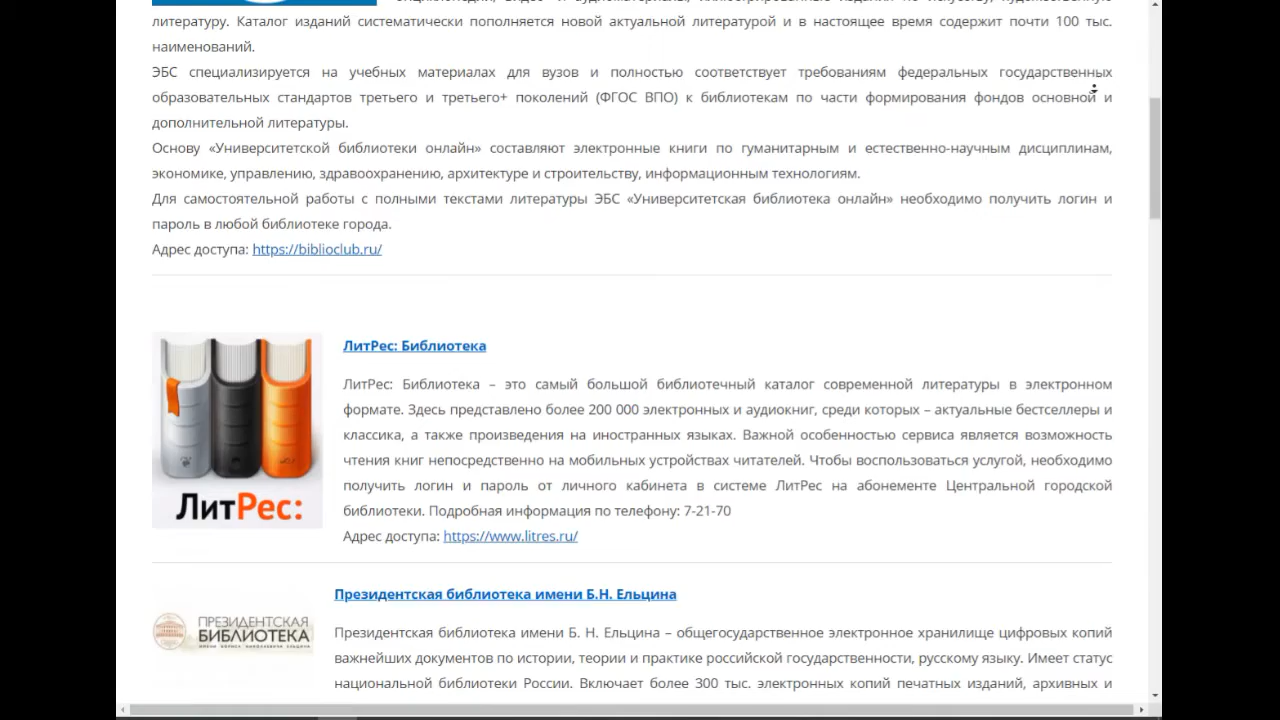 литературу. Каталог изданий систематически пополняется новой актуальной литературой и в настоящее время содержит почти 100 тыс.
наименований.
ЭБС специализируется на учебных материалах для вузов и полностью соответствует требованиям федеральных государственных
образовательных стандартов третьего и третьего+ поколений (ФГОС ВПО) к библиотекам по части формирования фондов основной и
дополнительной литературы.
Основу «Университетской библиотеки онлайн» составляют электронные книги по гуманитарным и естественно-научным дисциплинам,
экономике, управлению, здравоохранению, архитектуре и строительству, информационным технологиям.
Для самостоятельной работы с полными текстами литературы ЭБС «Университетская библиотека онлайн» необходимо получить логин и
пароль в любой библиотеке города.
Адрес доступа: https://biblioclub.ru/
ЛитРес: Библиотека
ЛитРес: Библиотека – это самый большой библиотечный каталог современной литературы в электронном
формате. Здесь представлено более 200 000 электронных и аудиокниг, среди которых – актуальные бестселлеры и
классика, а также произведения на иностранных языках. Важной особенностью сервиса является возможность
чтения книг непосредственно на мобильных устройствах читателей. Чтобы воспользоваться услугой, необходимо
получить логин и пароль от личного кабинета в системе ЛитРес на абонементе Центральной городской
библиотеки. Подробная информация по телефону: 7-21-70
Адрес доступа: https://www.litres.ru/
ЛитРес:
Президентская библиотека имени Б.Н. Ельцина
ПРЕЗИДЕНТСКАЯ
БИБЛИОТЕКА
ИМЕНИ БОРИСА НИКОЛАЕВИЧА ЕЛЬЦИНА
Президентская библиотека имени Б. Н. Ельцина – общегосударственное электронное хранилище цифровых копий
важнейших документов по истории, теории и практике российской государственности, русскому языку. Имеет статус
национальной библиотеки России. Включает более 300 тыс. электронных копий печатных изданий, архивных и